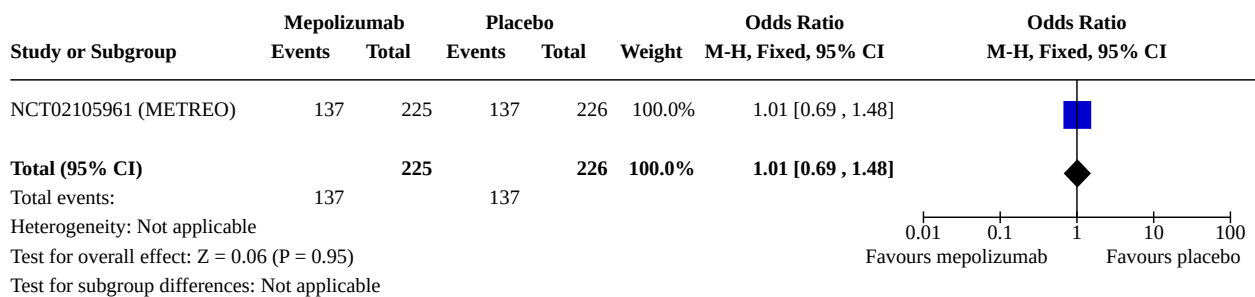 Mepolizumab Placebo Odds Ratio Odds Ratio
Study or Subgroup Events Total Events Total Weight M-H, Fixed, 95% CI M-H, Fixed, 95% CI
NCT02105961 (METREO) 137 225 137 226 100.0% 1.01 [0.69 , 1.48]
Total (95% CI) 225 226 100.0% 1.01 [0.69 , 1.48]
Total events: 137 137
Heterogeneity: Not applicable 0.01 0.1 1 10 100
Test for overall effect: Z = 0.06 (P = 0.95) Favours mepolizumab Favours placebo
Test for subgroup differences: Not applicable